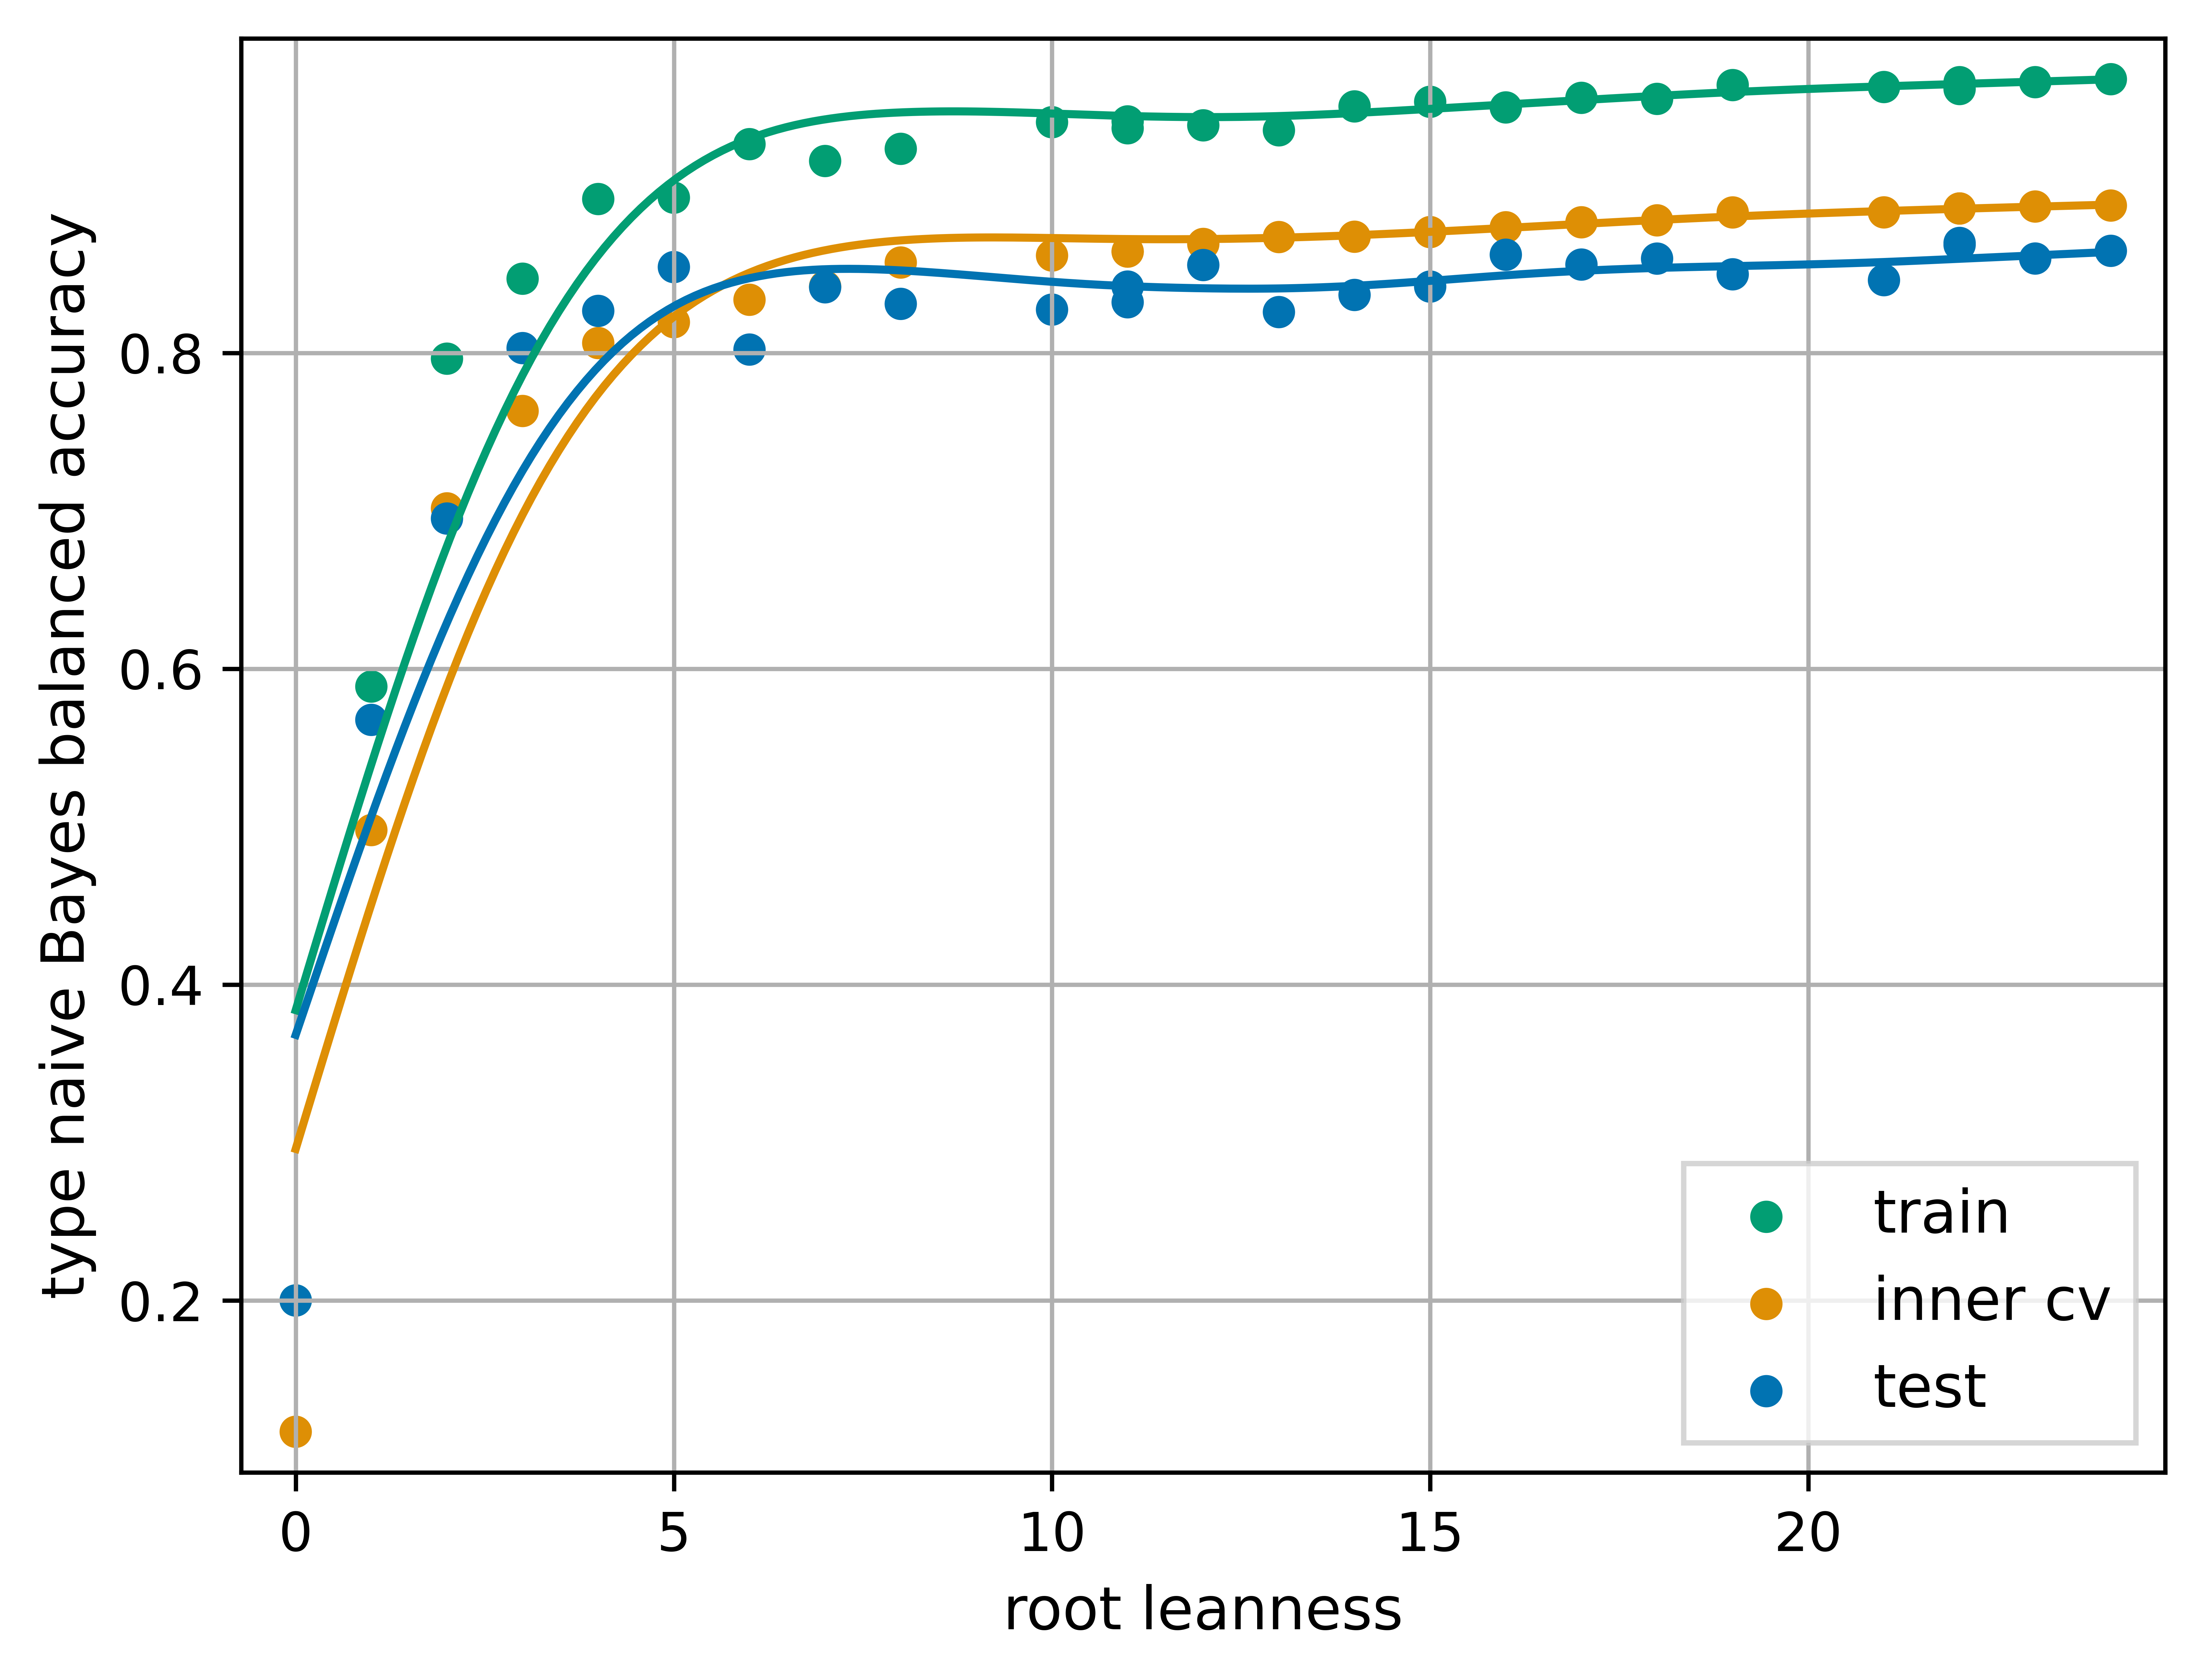 type naive Bayes balanced accuracy
0.8
0.6
0.4
0.2
0 5 10 15 20
root leanness
train
inner cv
test